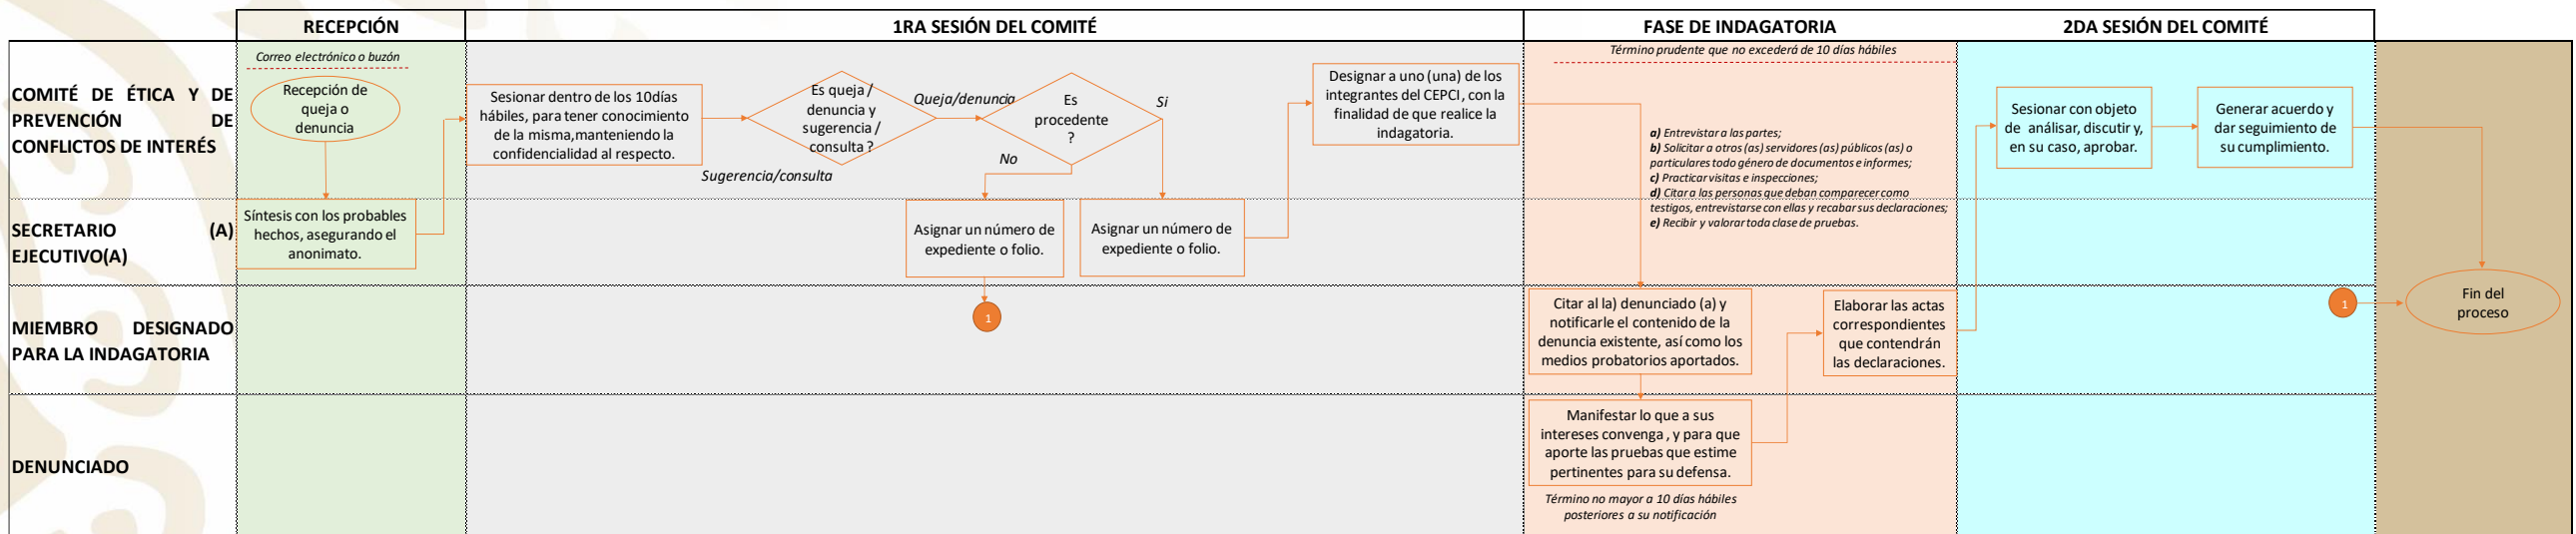 RECEPCIÓN
1RA SESIÓN DEL COMITÉ
FASE DE INDAGATORIA
2DA SESIÓN DEL COMITÉ
COMITÉ DE ÉTICA Y DE
PREVENCIÓN DE
CONFLICTOS DE INTERÉS
Correo electrónico o buzón
Recepción de
queja o
denuncia
Sesionar dentro de los 10días
hábiles, para tener conocimiento
de la misma,manteniendo la
confidencialidad al respecto.
Es queja /
denuncia y
sugerencia /
consulta ?
Queja/denuncia
Sugerencia/consulta
Es
procedente
?
Si
No
Designar a uno (una) de los
integrantes del CEPCI, con la
finalidad de que realice la
indagatoria.
Término prudente que no excederá de 10 días hábiles
a) Entrevistar a las partes;
b) Solicitar a otros (as) servidores (as) públicos (as) o
particulares todo género de documentos e informes;
c) Practicar visitas e inspecciones;
d) Citar a las personas que deban comparecer como
testigos, entrevistarse con ellas y recabar sus declaraciones;
e) Recibir y valorar toda clase de pruebas.
Sesionar con objeto
de análisar, discutir y,
en su caso, aprobar.
Generar acuerdo y
dar seguimiento de
su cumplimiento.
SECRETARIO (A)
EJECUTIVO(A)
Síntesis con los probables
hechos, asegurando el
anonimato.
Asignar un número de
expediente o folio.
Asignar un número de
expediente o folio.
MIEMBRO DESIGNADO
PARA LA INDAGATORIA
1
Citar al la) denunciado (a) y
notificarle el contenido de la
denuncia existente, así como los
medios probatorios aportados.
Elaborar las actas
correspondientes
que contendrán
las declaraciones.
1
Fin del
proceso
DENUNCIADO
Manifestar lo que a sus
intereses convenga , y para que
aporte las pruebas que estime
pertinentes para su defensa.
Término no mayor a 10 días hábiles
posteriores a su notificación